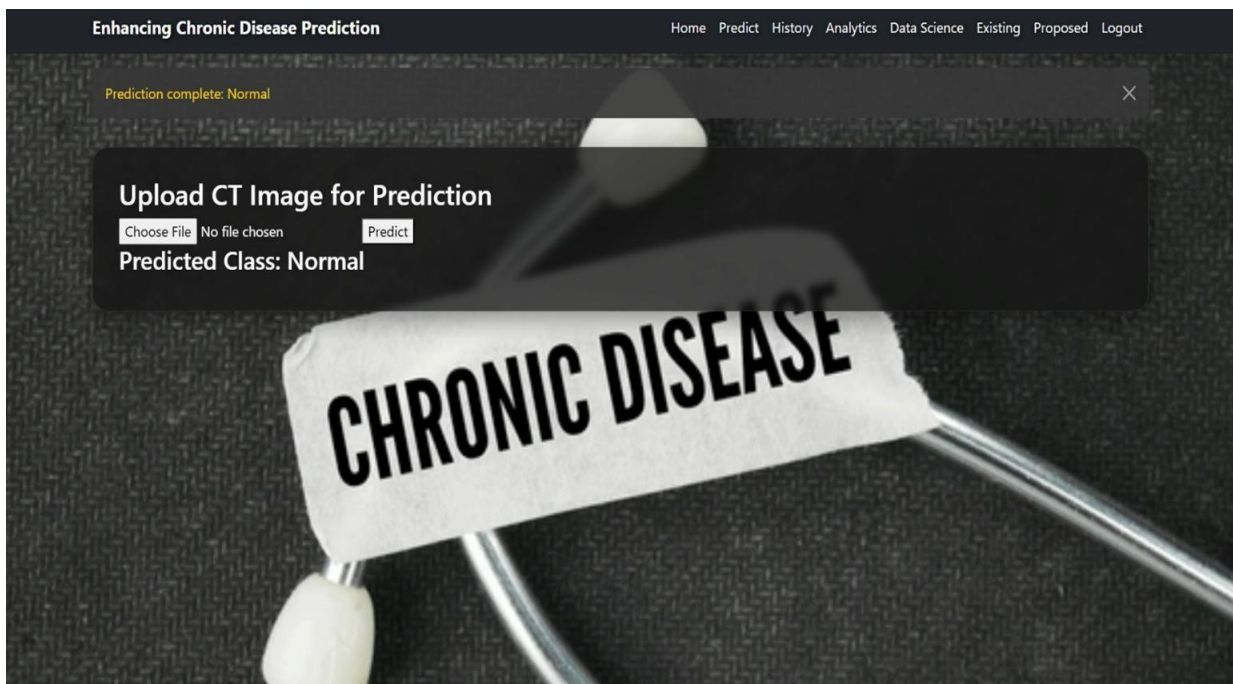 Enhancing Chronic Disease Prediction
Home Predict History Analytics Data Science Existing Proposed Logout
Prediction complete: Normal
Upload CT Image for Prediction
Choose File No file chosen Predict
Predicted Class: Normal
CHRONIC DISEASE